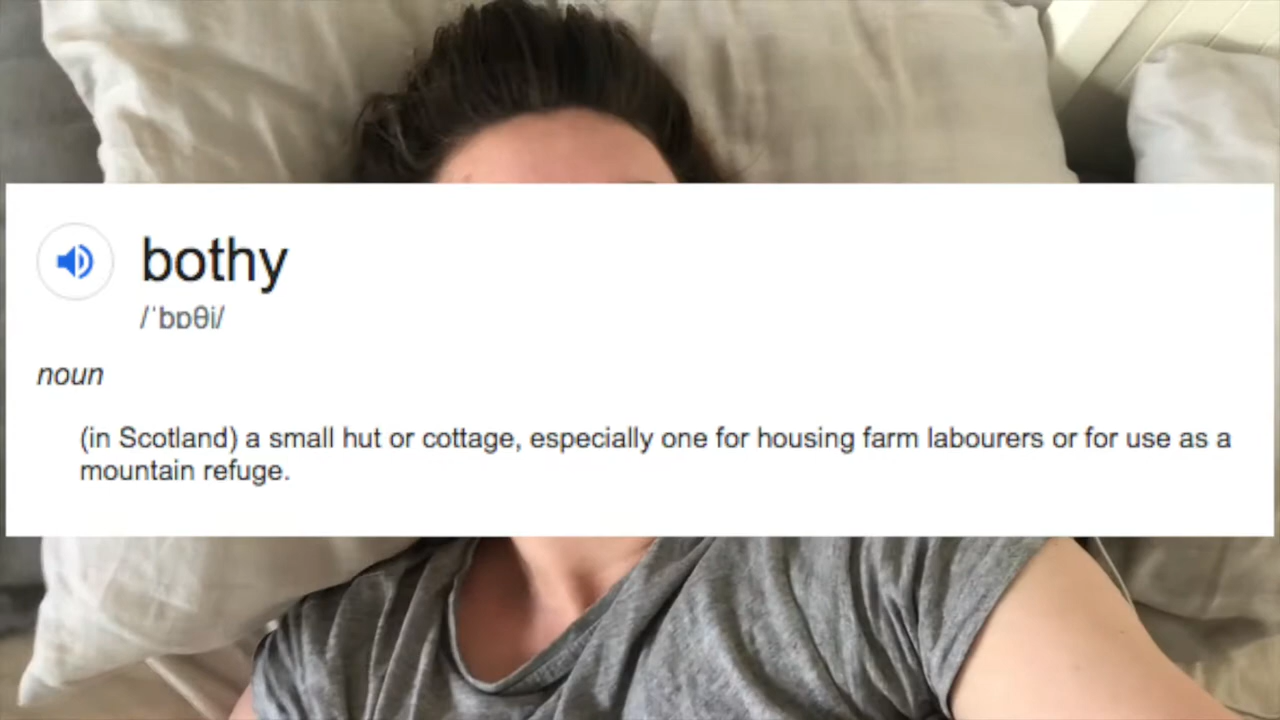 bothy
/ˈbɒθi/
noun
(in Scotland) a small hut or cottage, especially one for housing farm labourers or for use as a
mountain refuge.